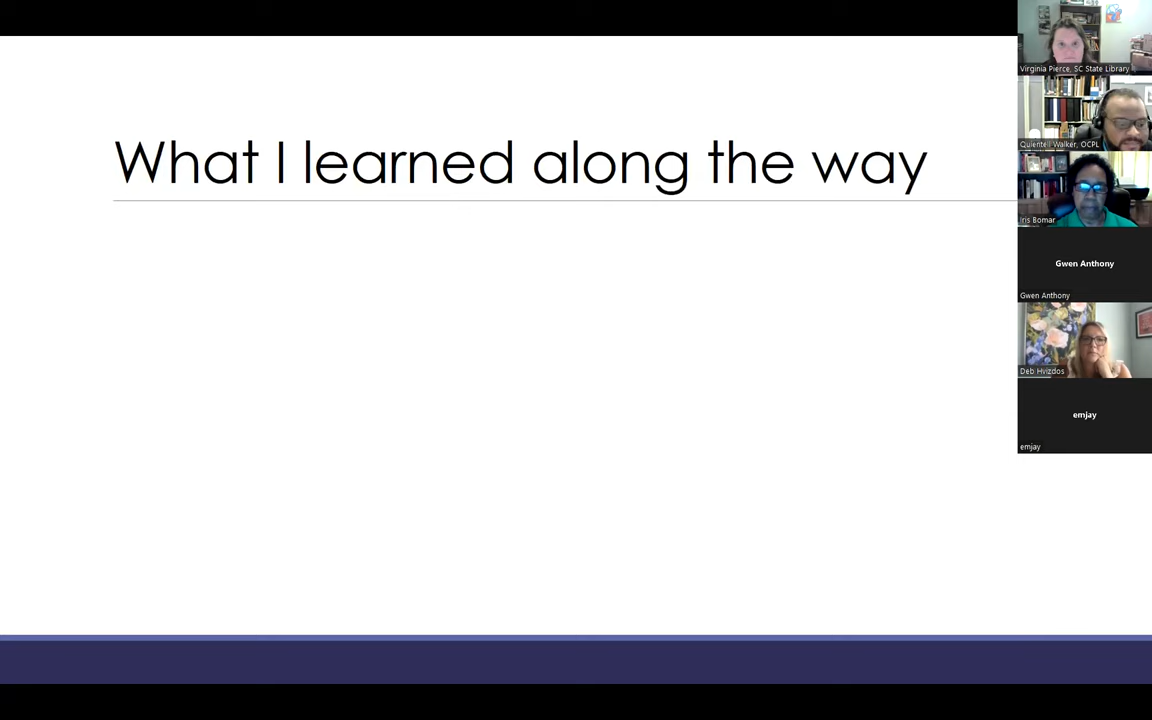 What I learned along the way
Virginia Pierce, SC State Library
Quientell Walker, OCPL
Iris Bomar
Gwen Anthony
Gwen Anthony
Deb Hvizdos
emjay
emjay